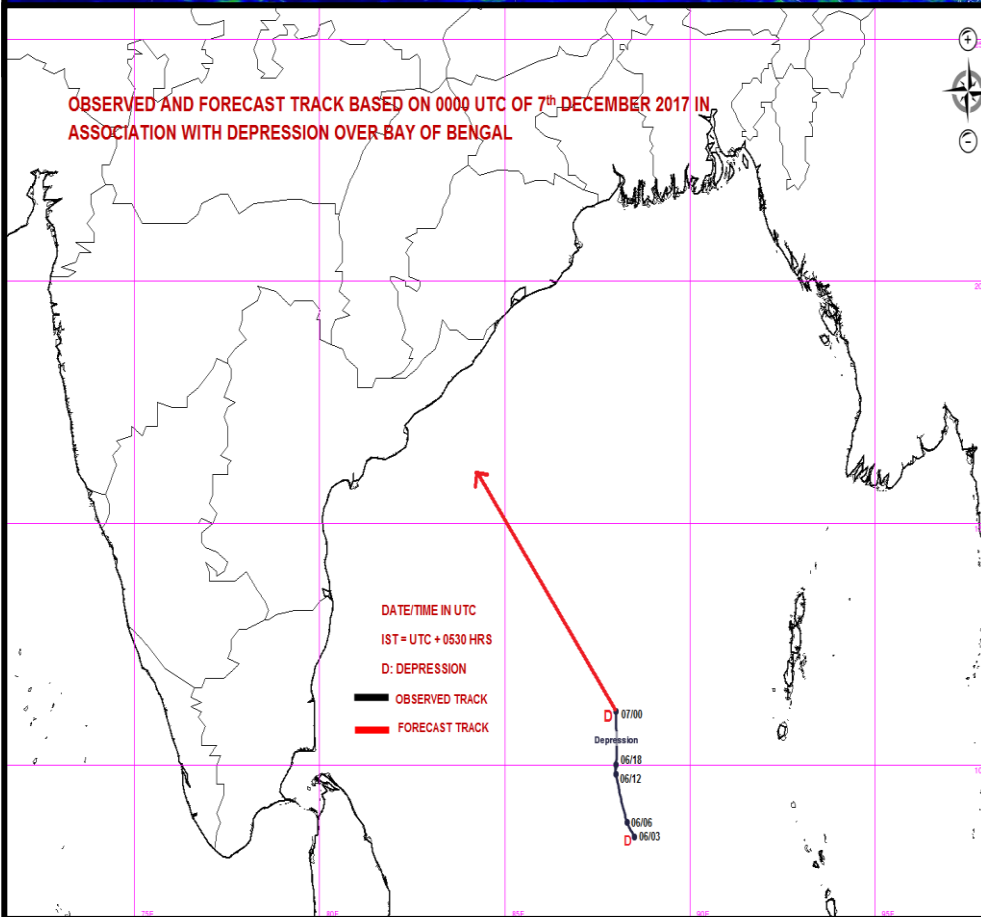 OBSERVED AND FORECAST TRACK BASED ON 0000 UTC OF 7th DECEMBER 2017 IN
ASSOCIATION WITH DEPRESSION OVER BAY OF BENGAL
DATE/TIME IN UTC
IST = UTC + 0530 HRS
D: DEPRESSION
OBSERVED TRACK
FORECAST TRACK
D 07/00
Depression
06/18
06/12
06/06
D 06/03
75E 80E 85E 90E 95E